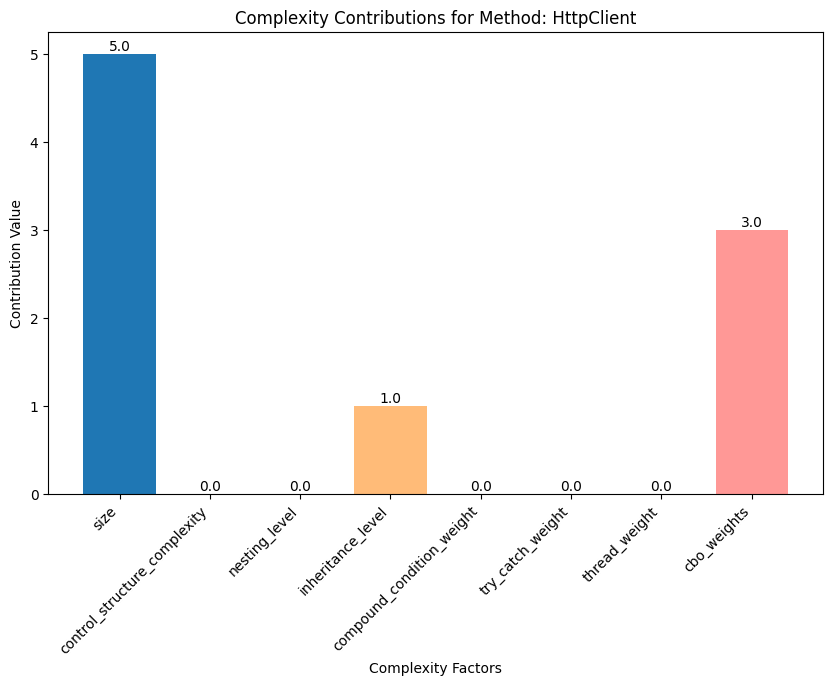 Complexity Contributions for Method: HttpClient
Contribution Value
5
4
3
2
1
0
5.0
0.0
0.0
1.0
0.0
0.0
0.0
3.0
size
control_structure_complexity
nesting_level
inheritance_level
compound_condition_weight
try_catch_weight
thread_weight
cbo_weights
Complexity Factors